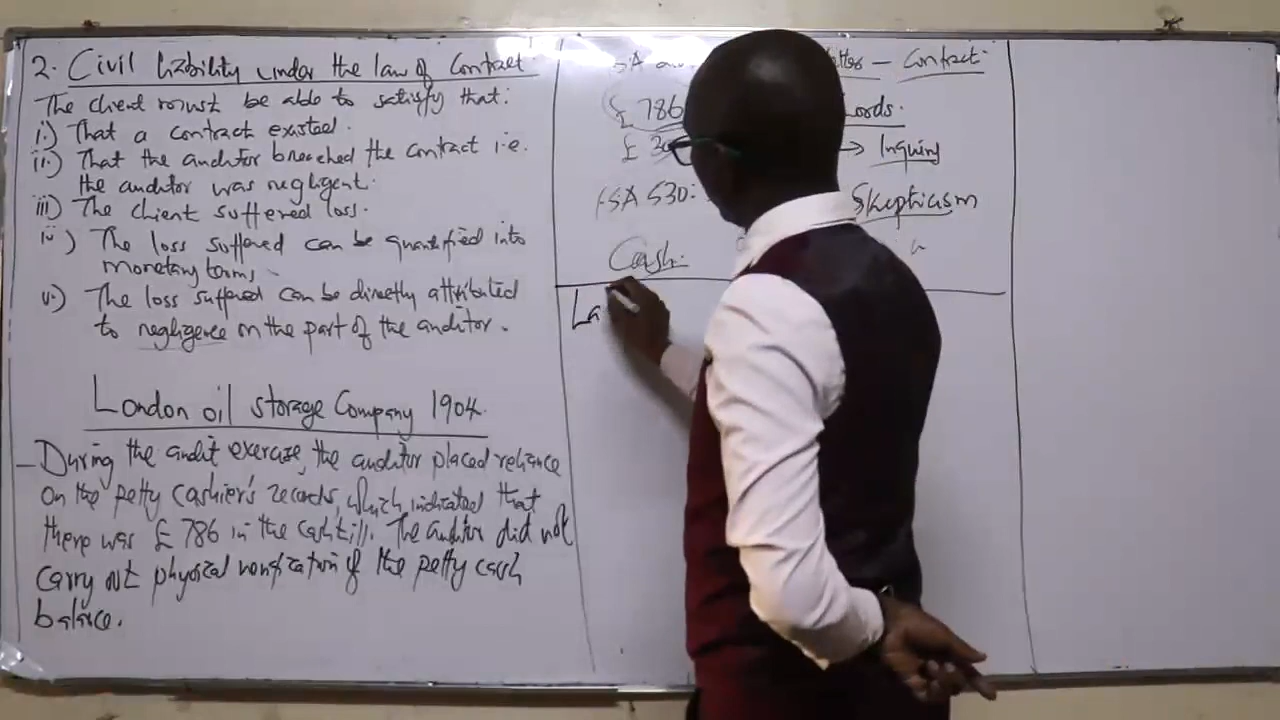 2. Civil liability under the law of Contract.
The client must be able to satisfy that:
i.) That a contract existed.
ii.) That the auditor breached the contract i.e.
the auditor was negligent.
iii) The client suffered loss.
iv) The loss suffered can be quantified into
monetary terms.
v.) The loss suffered can be directly attributed
to negligence on the part of the auditor.
London oil storage Company 1904.
- During the audit exercise, the auditor placed reliance
on the petty cashier's records, which indicated that
there was £ 786 in the cash till. The auditor did not
carry out physical verification of the petty cash
balance.
ISA
- Contract.
£ 786
£ 30
→ Inquiry
ISA 530:
Skepticism
Cash.
La